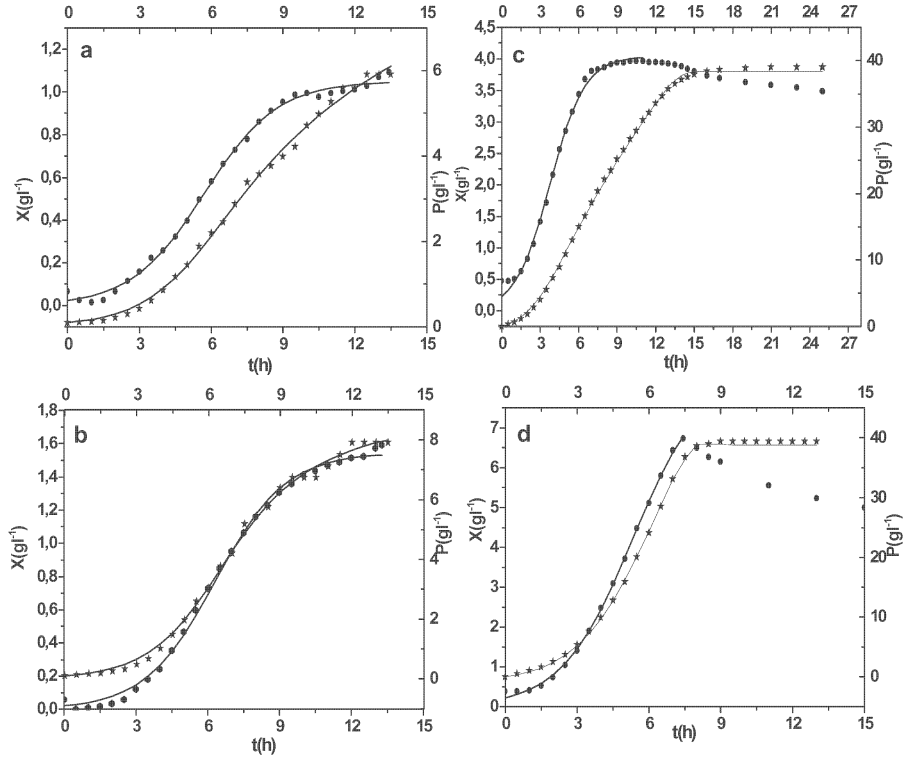 0 3 6 9 12 15
a
1,2
1,0
0,8
0,6
0,4
0,2
0,0
X(gl⁻¹)
6
4
2
0
P(gl⁻¹)
0 3 6 9 12 15
t(h)
0 3 6 9 12 15 18 21 24 27
c
4,5
4,0
3,5
3,0
2,5
2,0
1,5
1,0
0,5
0,0
X(gl⁻¹)
40
30
20
10
0
P(gl⁻¹)
0 3 6 9 12 15 18 21 24 27
t(h)
0 3 6 9 12 15
b
1,8
1,6
1,4
1,2
1,0
0,8
0,6
0,4
0,2
0,0
X(gl⁻¹)
8
6
4
2
0
P(gl⁻¹)
0 3 6 9 12 15
t(h)
0 3 6 9 12 15
d
7
6
5
4
3
2
1
0
X(gl⁻¹)
40
30
20
10
0
P(gl⁻¹)
0 3 6 9 12 15
t(h)